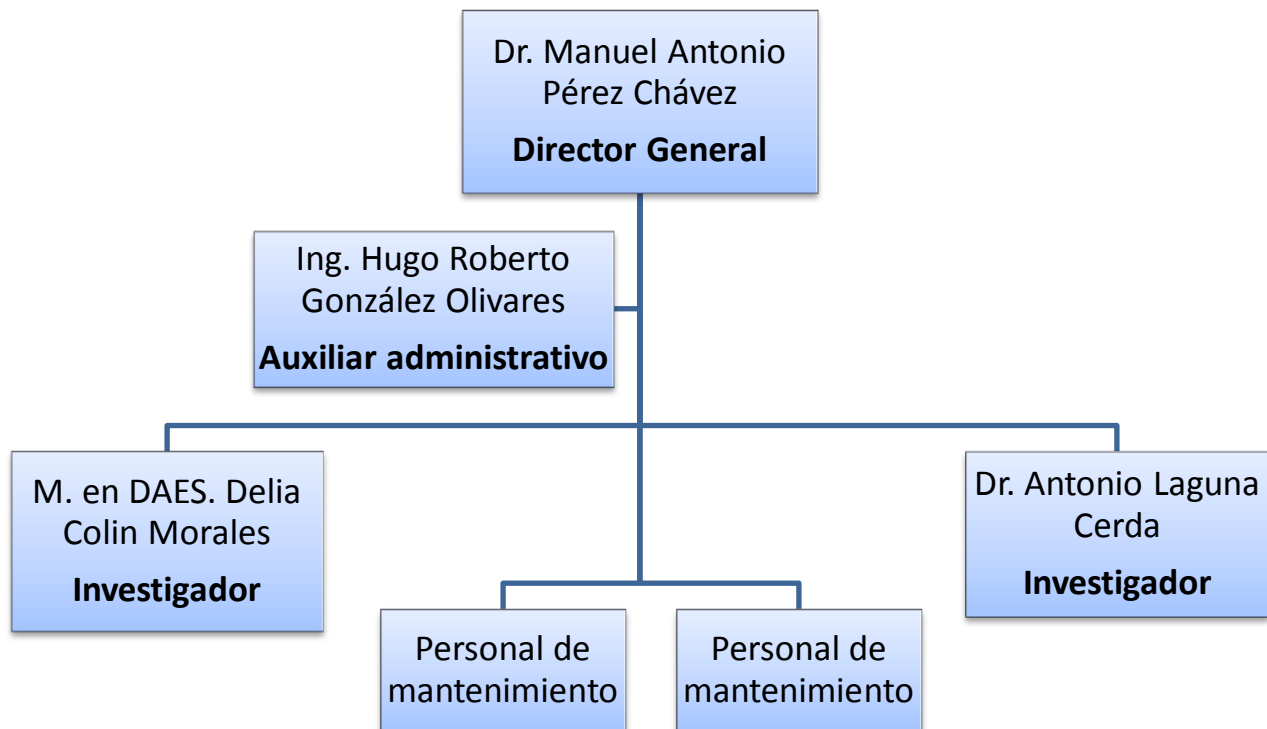 Dr. Manuel Antonio
Pérez Chávez
Director General
Ing. Hugo Roberto
González Olivares
Auxiliar administrativo
M. en DAES. Delia
Colin Morales
Investigador
Dr. Antonio Laguna
Cerda
Investigador
Personal de
mantenimiento
Personal de
mantenimiento